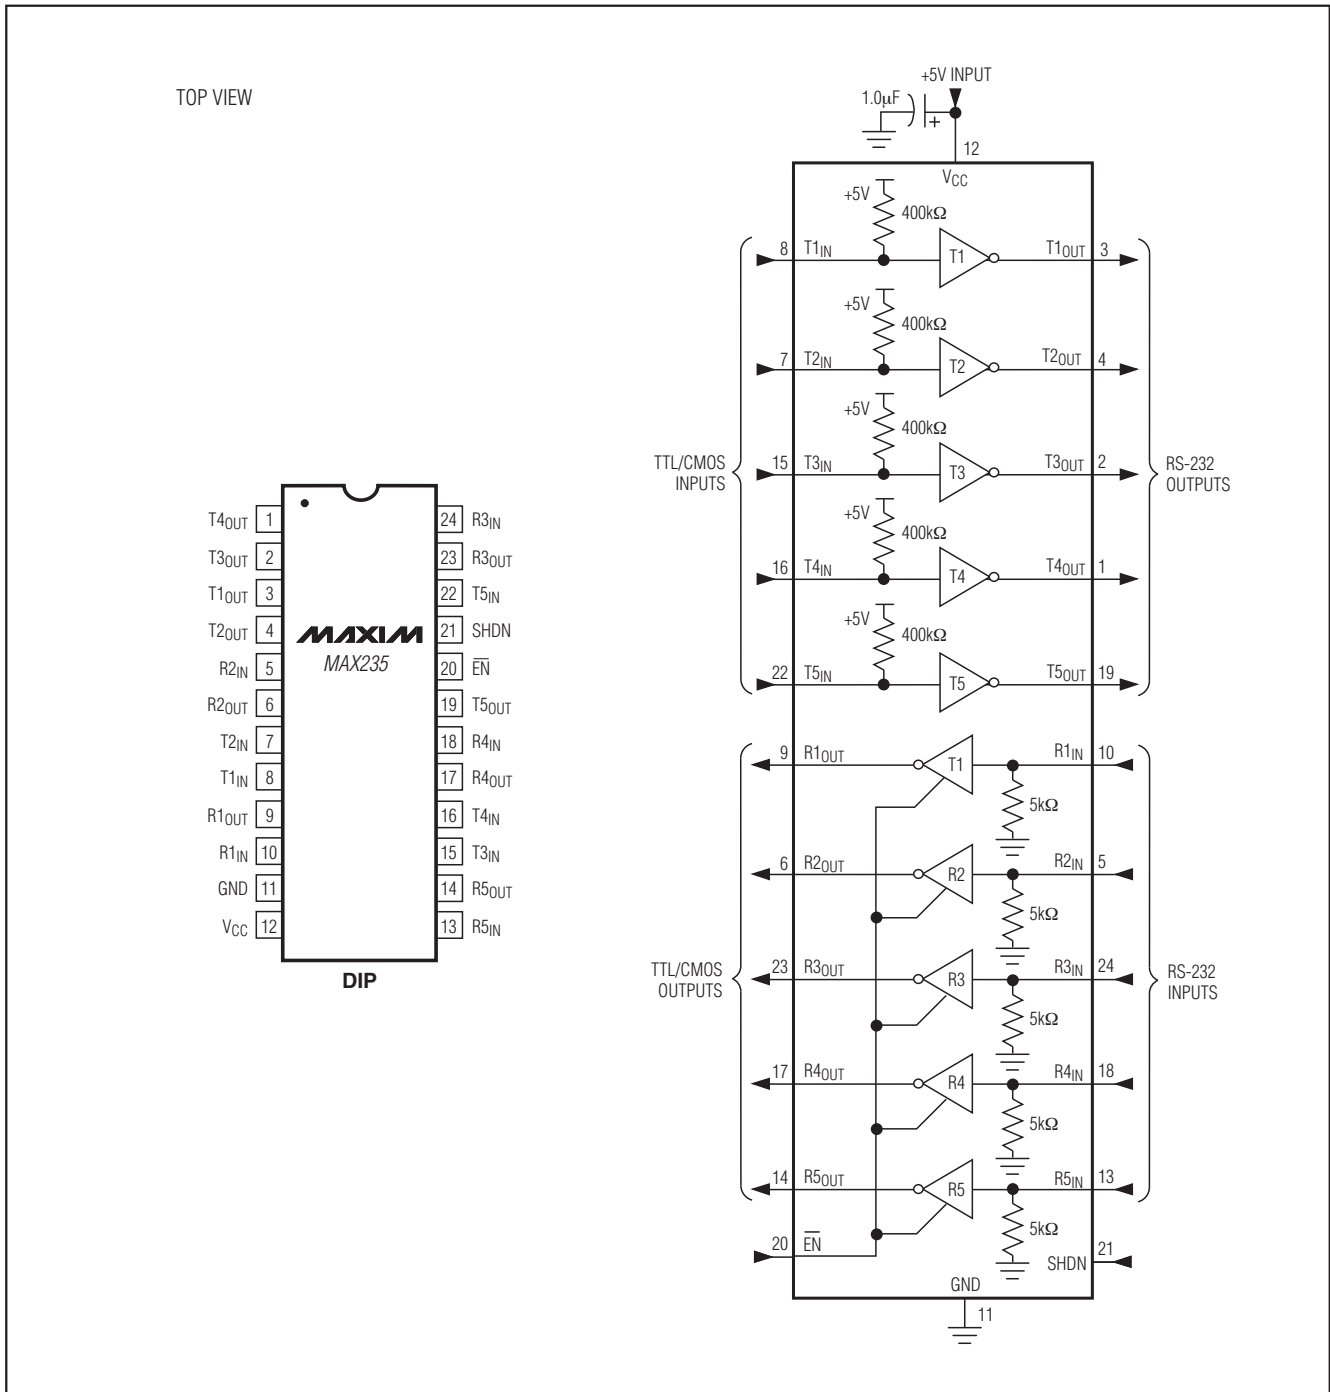 TOP VIEW
+5V INPUT
1.0µF
+
12
VCC
TTL/CMOS
INPUTS
+5V
400kΩ
8 T1IN T1 T1OUT 3
+5V
400kΩ
7 T2IN T2 T2OUT 4
+5V
400kΩ
15 T3IN T3 T3OUT 2
+5V
400kΩ
16 T4IN T4 T4OUT 1
+5V
400kΩ
22 T5IN T5 T5OUT 19
RS-232
OUTPUTS
T4OUT 1
T3OUT 2
T1OUT 3
T2OUT 4
R2IN 5
R2OUT 6
T2IN 7
T1IN 8
R1OUT 9
R1IN 10
GND 11
VCC 12
MAXIM
MAX235
24 R3IN
23 R3OUT
22 T5IN
21 SHDN
20 E̅N̅
19 T5OUT
18 R4IN
17 R4OUT
16 T4IN
15 T3IN
14 R5OUT
13 R5IN
DIP
TTL/CMOS
OUTPUTS
9 R1OUT T1 R1IN 10
5kΩ
6 R2OUT R2 R2IN 5
5kΩ
23 R3OUT R3 R3IN 24
5kΩ
17 R4OUT R4 R4IN 18
5kΩ
14 R5OUT R5 R5IN 13
5kΩ
RS-232
INPUTS
20 E̅N̅
SHDN 21
GND
11